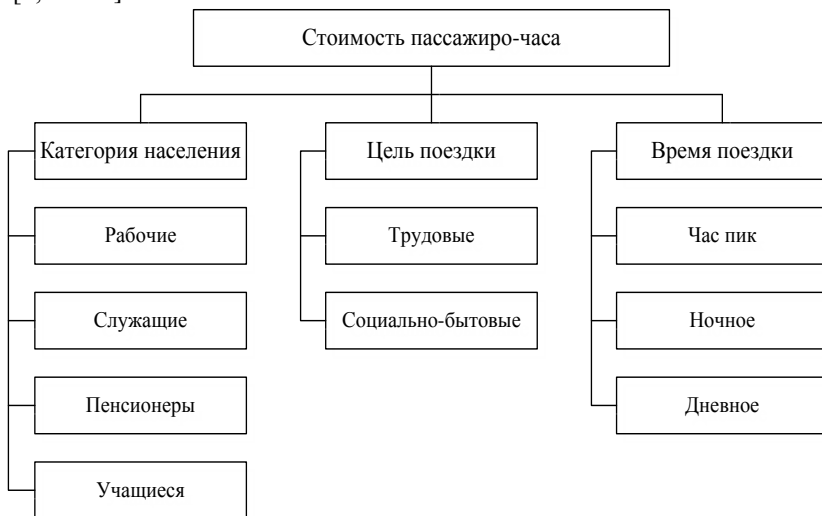 Стоимость пассажиро-часа
Категория населения
Рабочие
Служащие
Пенсионеры
Учащиеся
Цель поездки
Трудовые
Социально-бытовые
Время поездки
Час пик
Ночное
Дневное